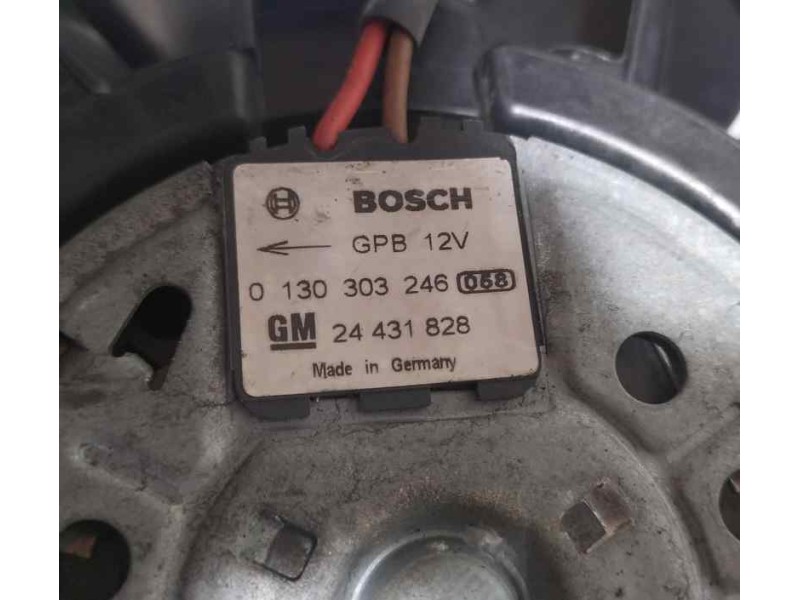 BOSCH
GPB 12V
0 130 303 246 068
GM 24 431 828
Made in Germany